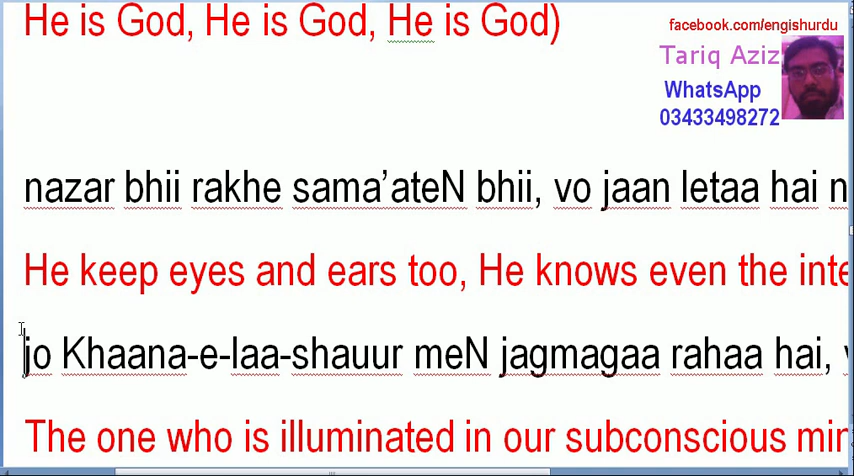 He is God, He is God, He is God)
facebook.com/engishurdu
Tariq Aziz
WhatsApp
03433498272
nazar bhii rakhe sama’ateN bhii, vo jaan letaa hai n
He keep eyes and ears too, He knows even the inte
jo Khaana-e-laa-shauur meN jagmagaa rahaa hai, v
The one who is illuminated in our subconscious min